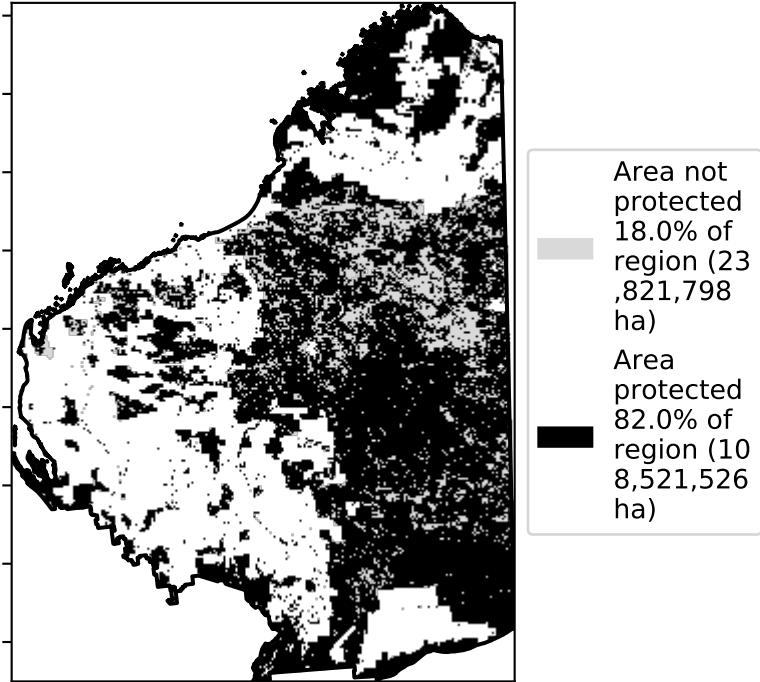 Area not
protected
18.0% of
region (23
,821,798
ha)
Area
protected
82.0% of
region (10
8,521,526
ha)